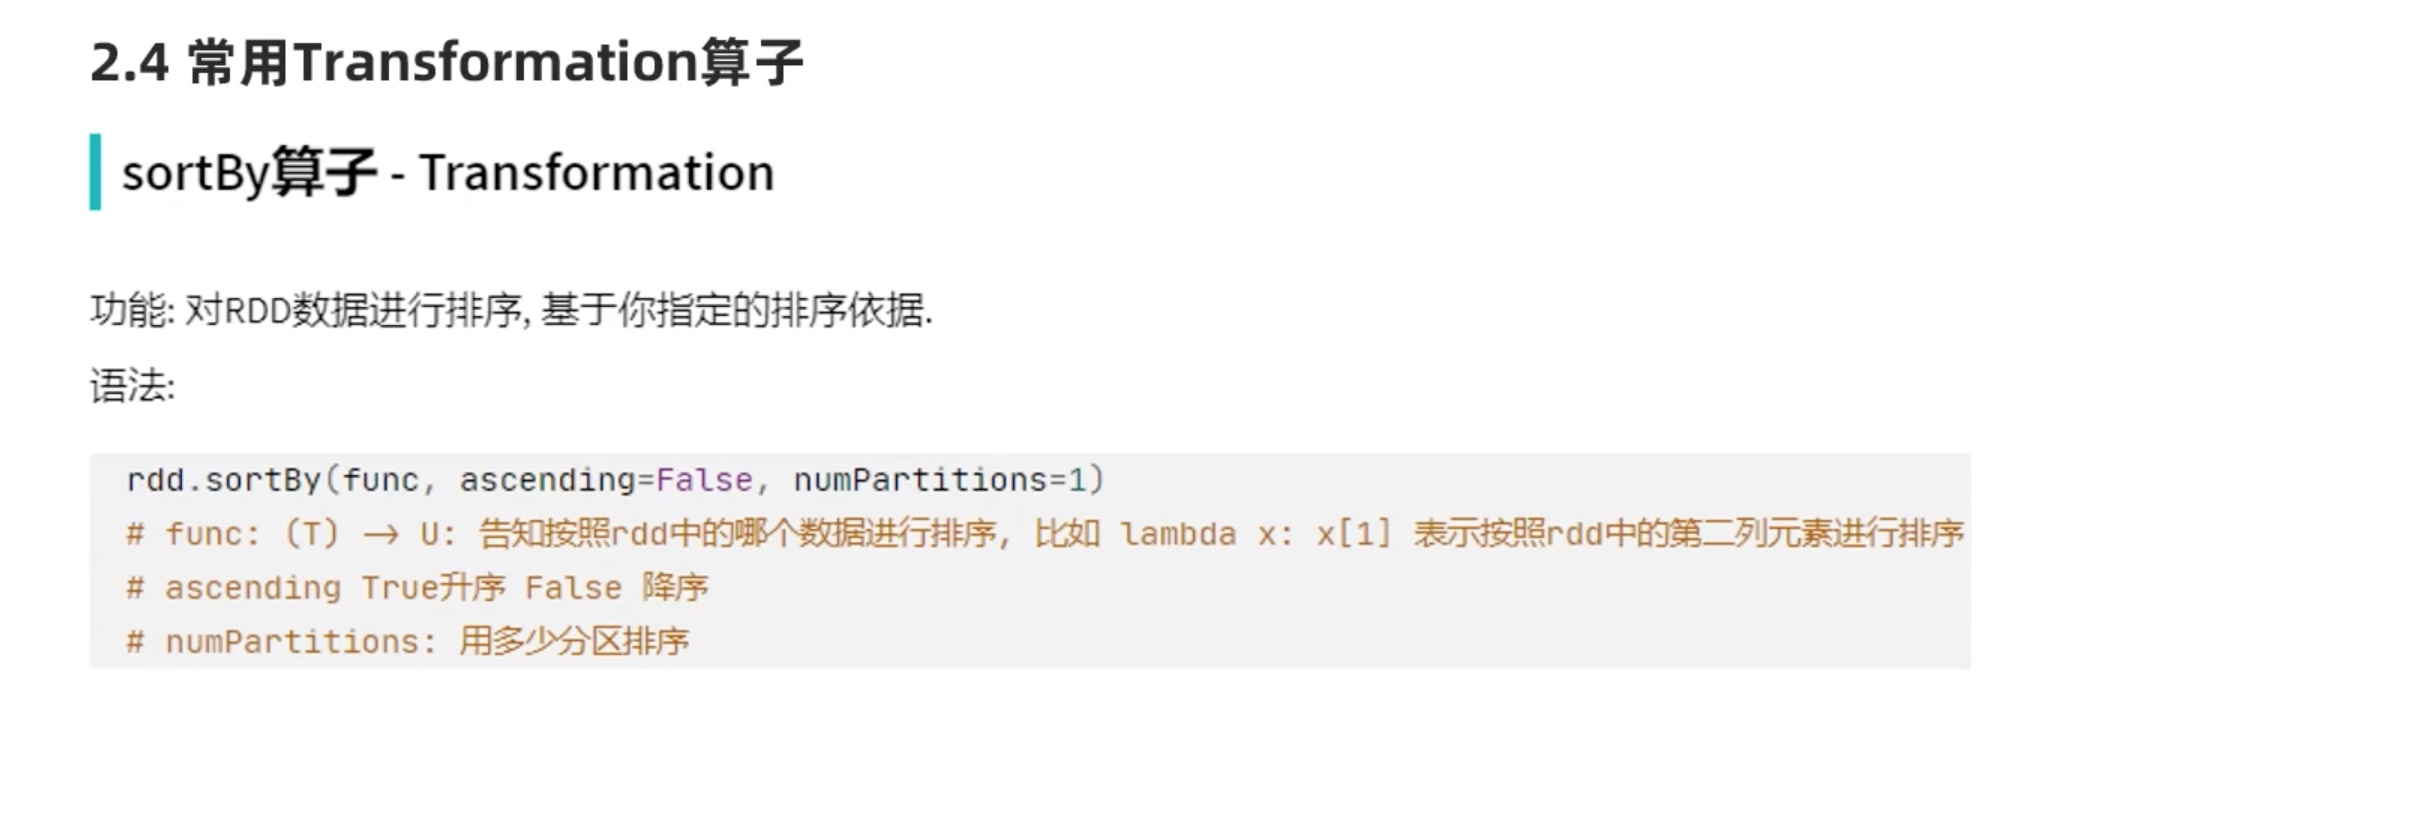 2.4 常用Transformation算子
sortBy算子 - Transformation
功能: 对RDD数据进行排序, 基于你指定的排序依据.
语法:
rdd.sortBy(func, ascending=False, numPartitions=1)
# func: (T) → U: 告知按照rdd中的哪个数据进行排序, 比如 lambda x: x[1] 表示按照rdd中的第二列元素进行排序
# ascending True升序 False 降序
# numPartitions: 用多少分区排序